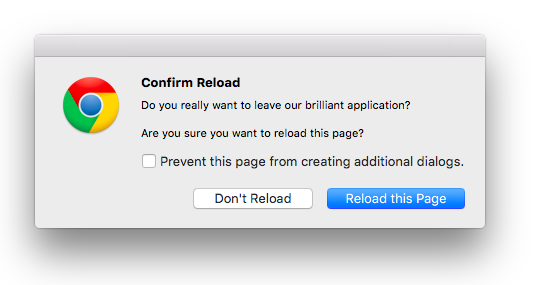 Confirm Reload
Do you really want to leave our brilliant application?
Are you sure you want to reload this page?
Prevent this page from creating additional dialogs.
Don't Reload
Reload this Page